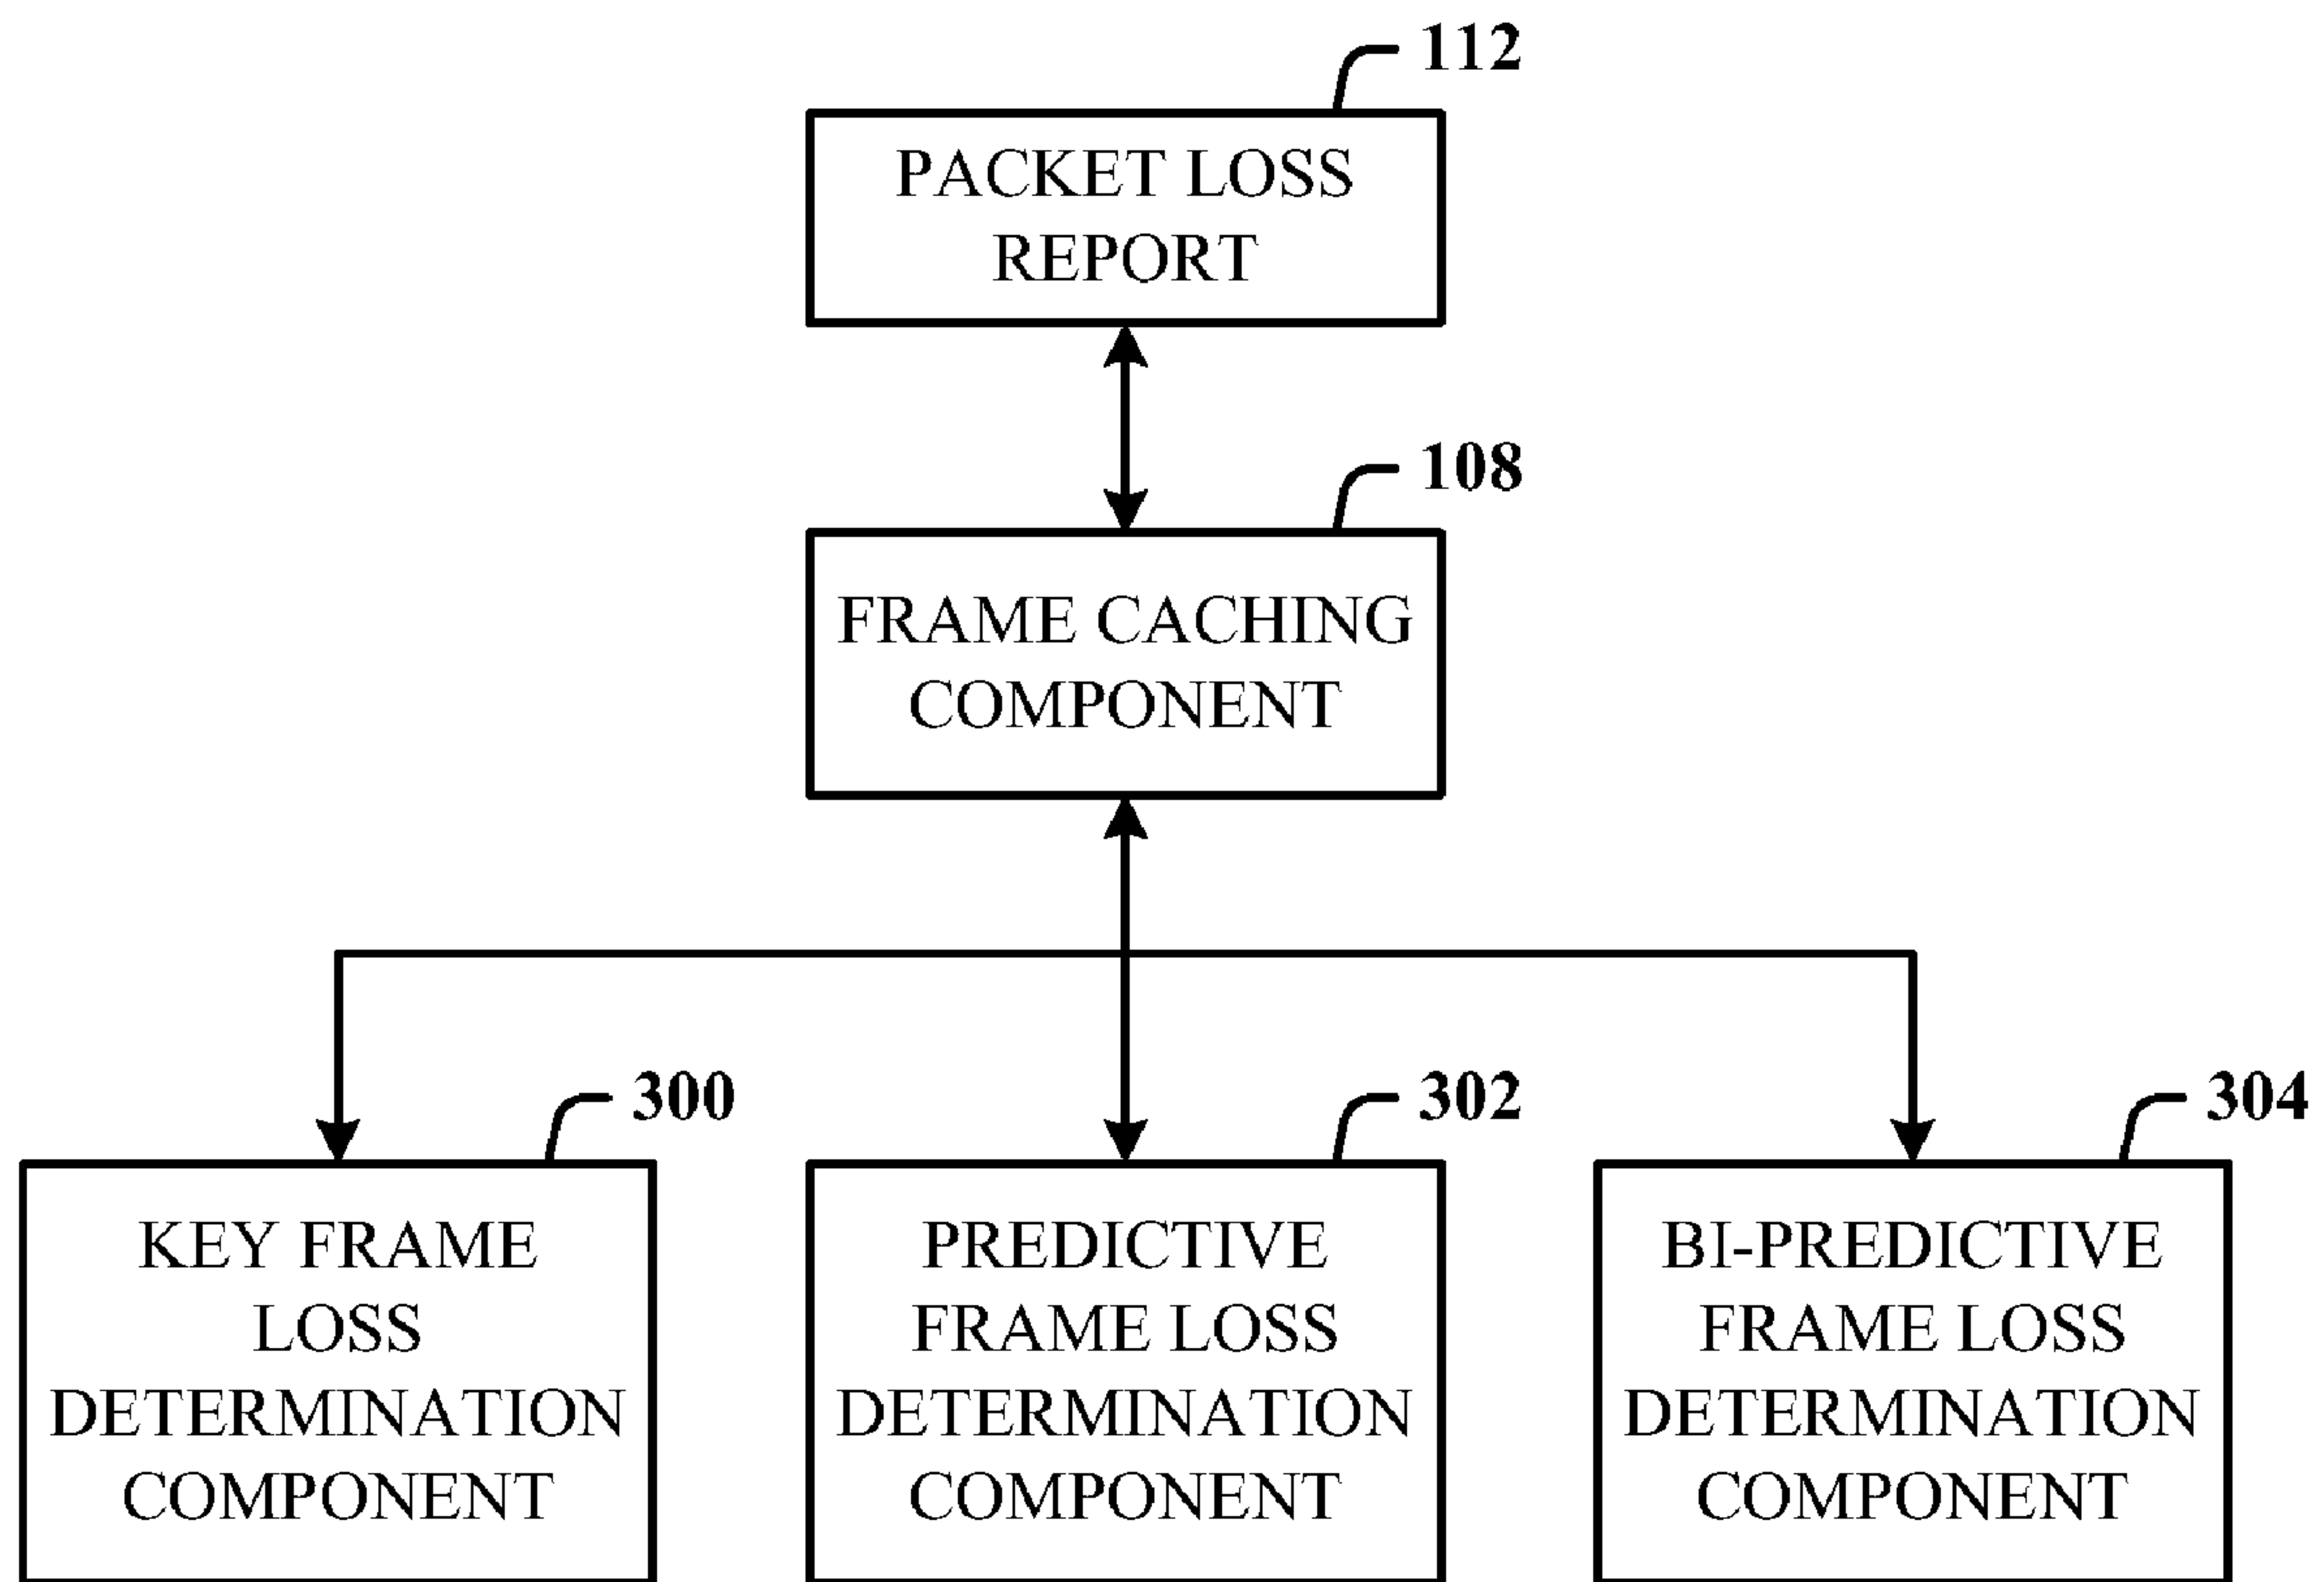 112
PACKET LOSS
REPORT
108
FRAME CACHING
COMPONENT
300
302
304
KEY FRAME
LOSS
DETERMINATION
COMPONENT
PREDICTIVE
FRAME LOSS
DETERMINATION
COMPONENT
BI-PREDICTIVE
FRAME LOSS
DETERMINATION
COMPONENT